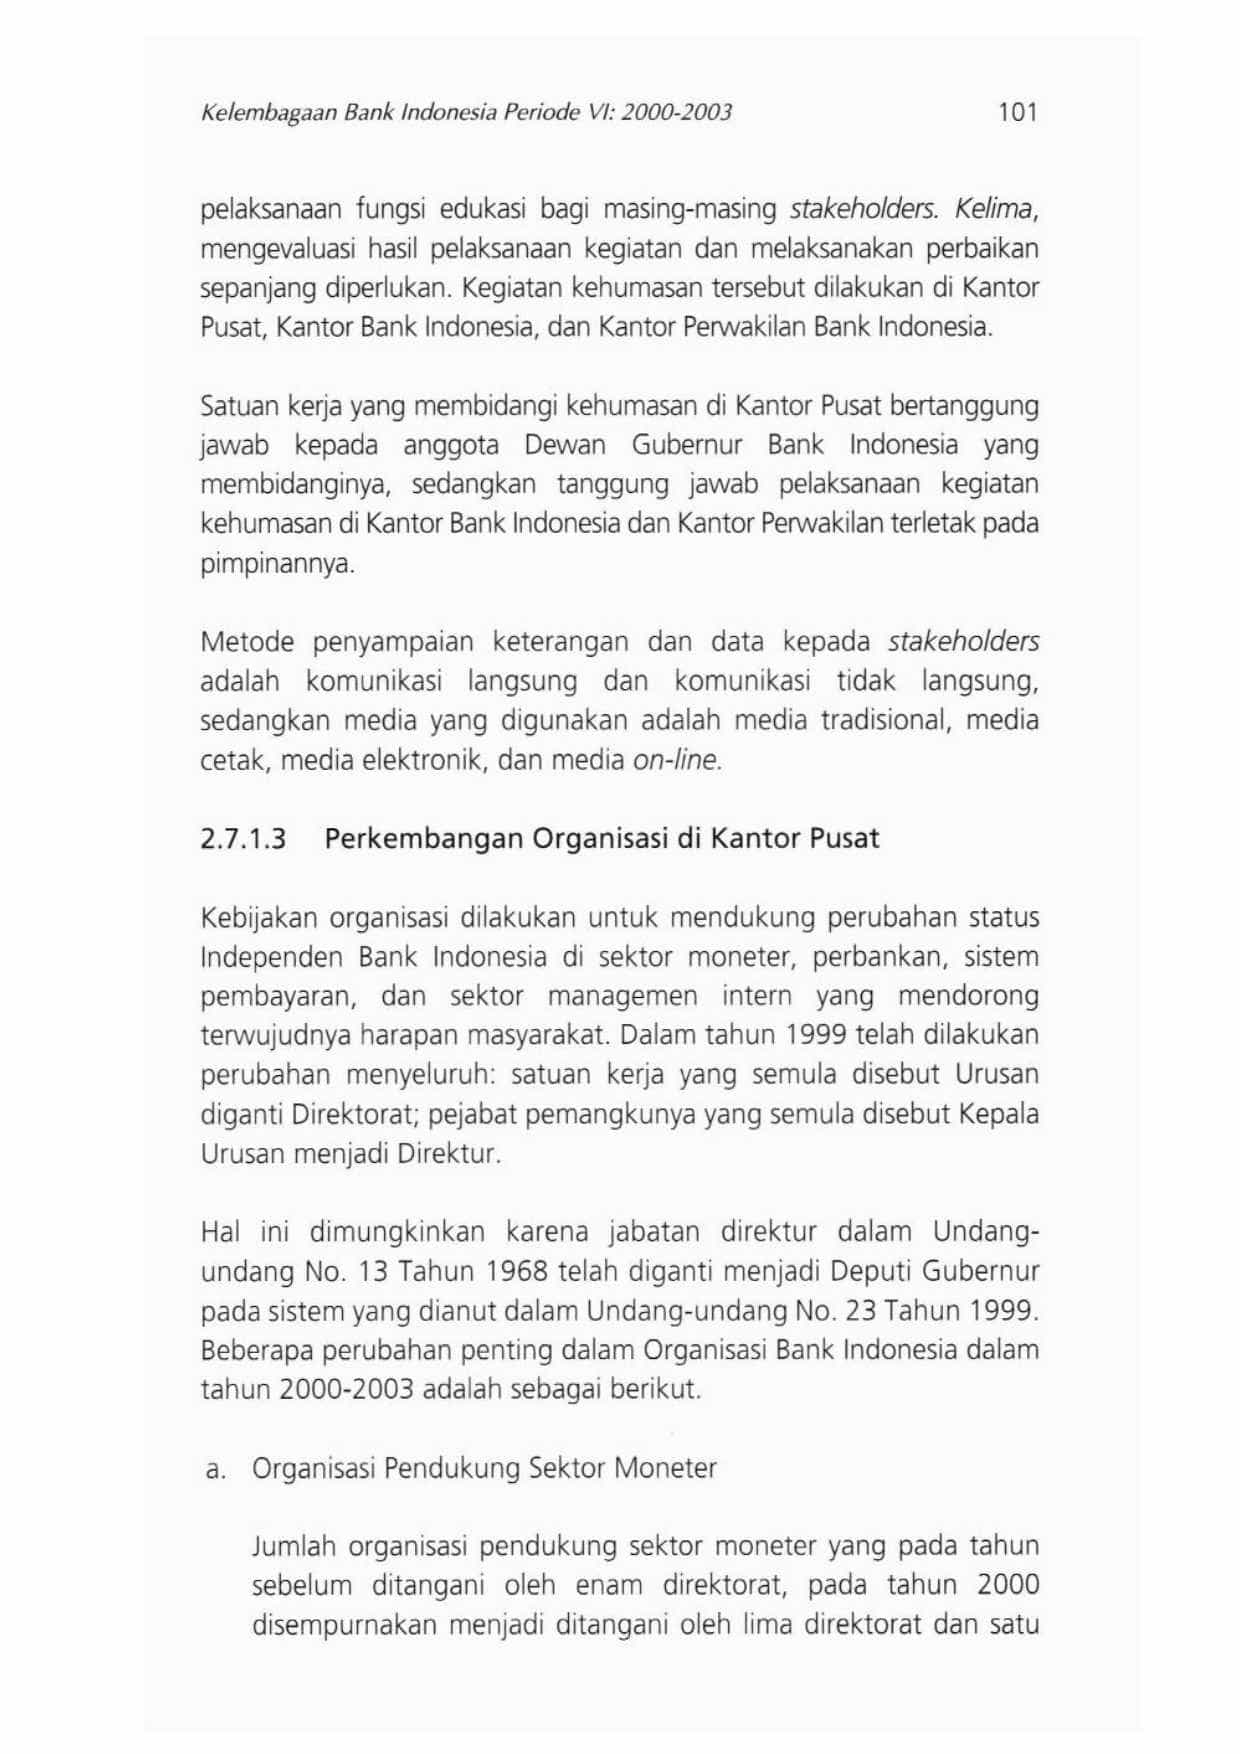 Kelembagaan Bank Indonesia Periode VI: 2000-2003 101
pelaksanaan fungsi edukasi bagi masing-masing stakeholders. Kelima,
mengevaluasi hasil pelaksanaan kegiatan dan melaksanakan perbaikan
sepanjang diperlukan. Kegiatan kehumasan tersebut dilakukan di Kantor
Pusat, Kantor Bank Indonesia, dan Kantor Perwakilan Bank Indonesia.
Satuan kerja yang membidangi kehumasan di Kantor Pusat bertanggung
jawab kepada anggota Dewan Gubernur Bank Indonesia yang
membidanginya, sedangkan tanggung jawab pelaksanaan kegiatan
kehumasan di Kantor Bank Indonesia dan Kantor Perwakilan terletak pada
pimpinannya.
Metode penyampaian keterangan dan data kepada stakeholders
adalah komunikasi langsung dan komunikasi tidak langsung,
sedangkan media yang digunakan adalah media tradisional, media
cetak, media elektronik, dan media on-line.
2.7.1.3 Perkembangan Organisasi di Kantor Pusat
Kebijakan organisasi dilakukan untuk mendukung perubahan status
Independen Bank Indonesia di sektor moneter, perbankan, sistem
pembayaran, dan sektor managemen intern yang mendorong
terwujudnya harapan masyarakat. Dalam tahun 1999 telah dilakukan
perubahan menyeluruh: satuan kerja yang semula disebut Urusan
diganti Direktorat; pejabat pemangkunya yang semula disebut Kepala
Urusan menjadi Direktur.
Hal ini dimungkinkan karena jabatan direktur dalam Undang-
undang No. 13 Tahun 1968 telah diganti menjadi Deputi Gubernur
pada sistem yang dianut dalam Undang-undang No. 23 Tahun 1999.
Beberapa perubahan penting dalam Organisasi Bank Indonesia dalam
tahun 2000-2003 adalah sebagai berikut.
a. Organisasi Pendukung Sektor Moneter
Jumlah organisasi pendukung sektor moneter yang pada tahun
sebelum ditangani oleh enam direktorat, pada tahun 2000
disempurnakan menjadi ditangani oleh lima direktorat dan satu